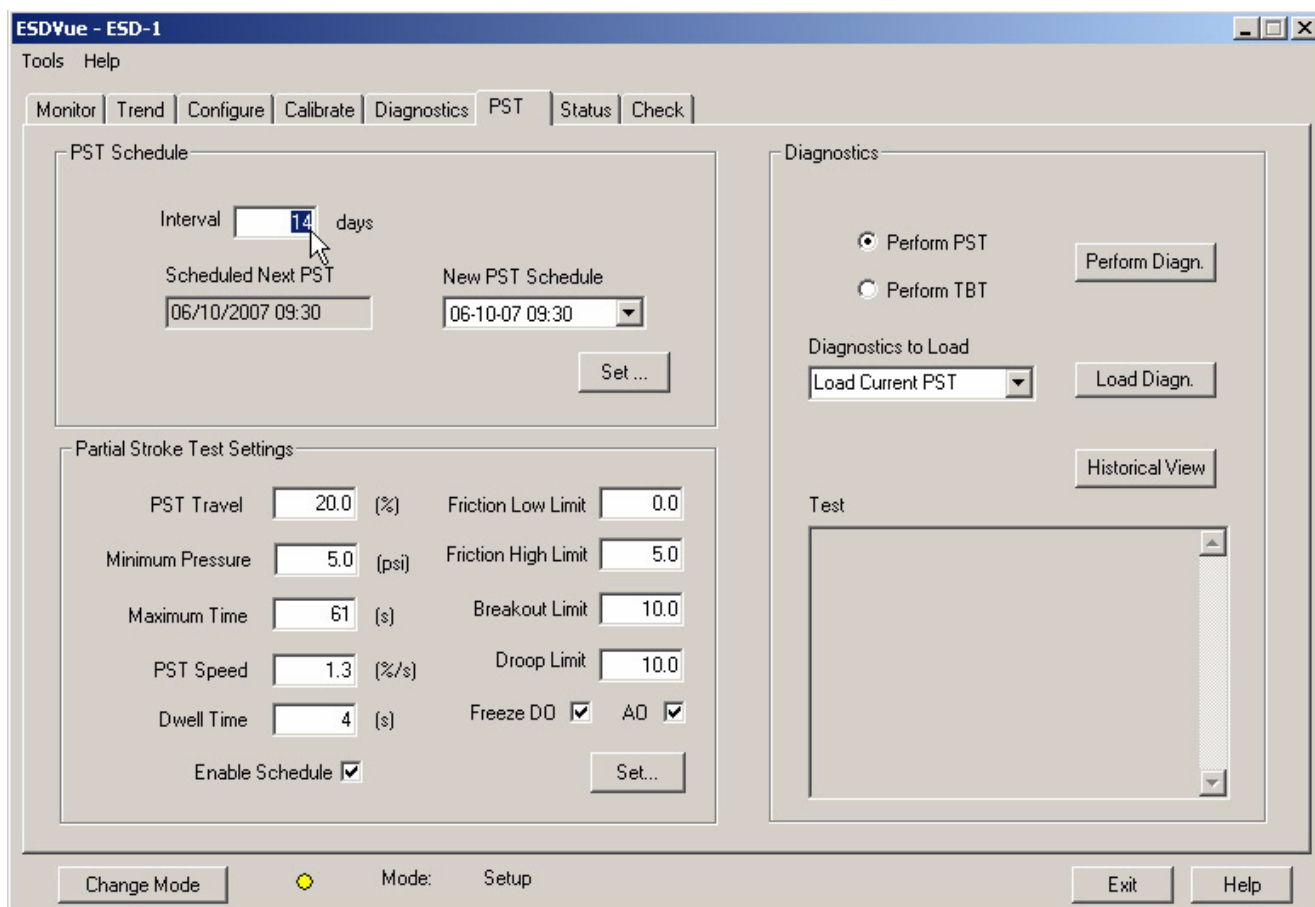 ESDVue - ESD-1
Tools Help
Monitor Trend Configure Calibrate Diagnostics PST Status Check
PST Schedule
Interval 14 days
Scheduled Next PST
06/10/2007 09:30
New PST Schedule
06-10-07 09:30
Set ...
Partial Stroke Test Settings
PST Travel 20.0 (%)
Minimum Pressure 5.0 (psi)
Maximum Time 61 (s)
PST Speed 1.3 (%/s)
Dwell Time 4 (s)
Enable Schedule
Friction Low Limit 0.0
Friction High Limit 5.0
Breakout Limit 10.0
Droop Limit 10.0
Freeze DO AO
Set...
Diagnostics
Perform PST
Perform TBT
Perform Diagn.
Diagnostics to Load
Load Current PST
Load Diagn.
Historical View
Test
Change Mode
Mode: Setup
Exit
Help